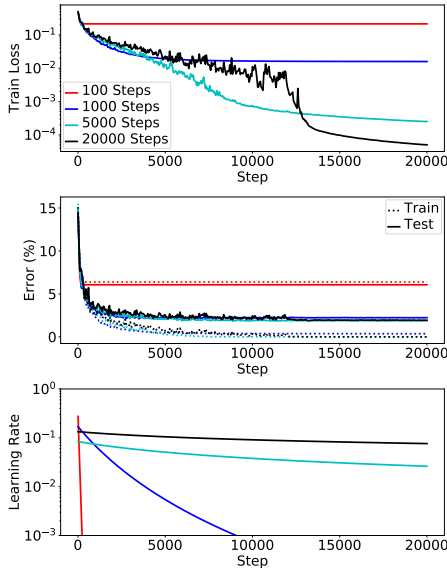 Train Loss
10⁻¹
10⁻²
10⁻³
10⁻⁴
100 Steps
1000 Steps
5000 Steps
20000 Steps
0 5000 10000 15000 20000
Step
Error (%)
15
10
5
0
Train
Test
0 5000 10000 15000 20000
Step
Learning Rate
10⁰
10⁻¹
10⁻²
10⁻³
0 5000 10000 15000 20000
Step